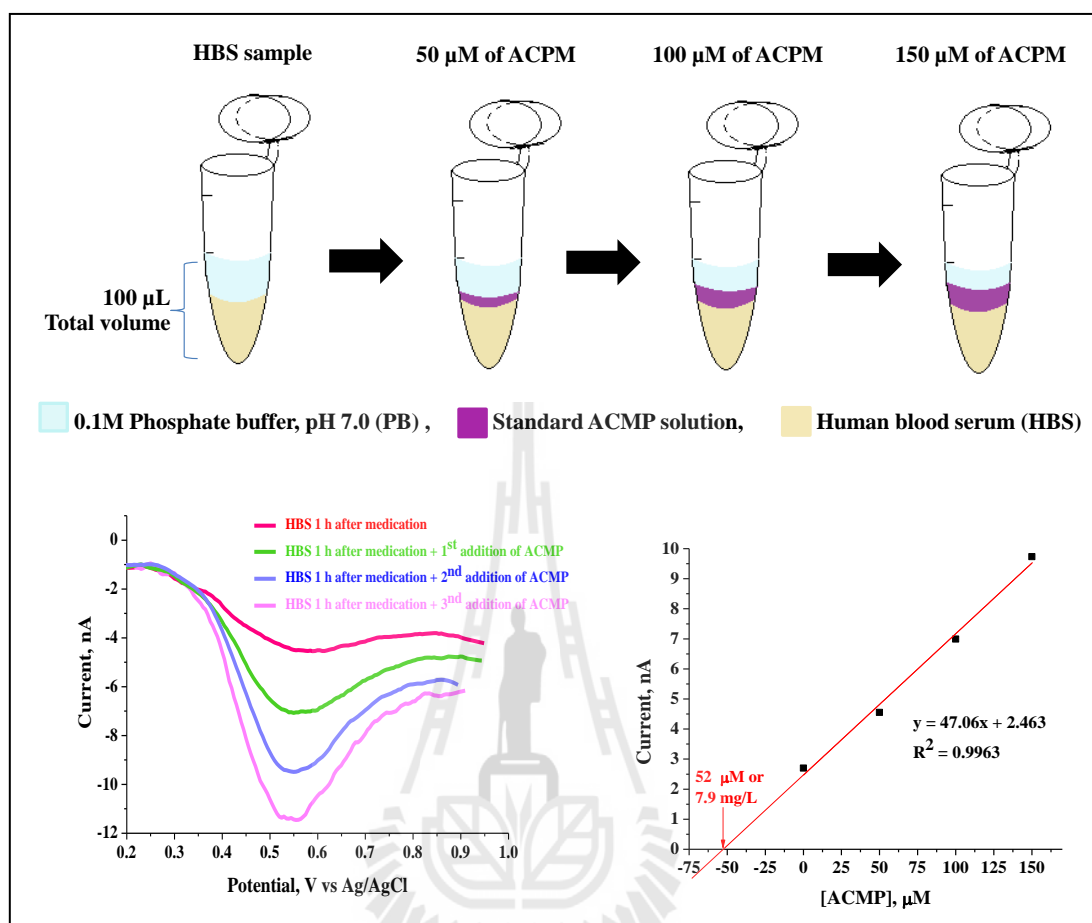 HBS sample
50 µM of ACPM
100 µM of ACPM
150 µM of ACPM
100 µL
Total volume
0.1M Phosphate buffer, pH 7.0 (PB) ,
Standard ACMP solution,
Human blood serum (HBS)
HBS 1 h after medication
HBS 1 h after medication + 1st addition of ACMP
HBS 1 h after medication + 2nd addition of ACMP
HBS 1 h after medication + 3nd addition of ACMP
Current, nA
0
-2
-4
-6
-8
-10
-12
0.2 0.3 0.4 0.5 0.6 0.7 0.8 0.9 1.0
Potential, V vs Ag/AgCl
Current, nA
10
9
8
7
6
5
4
3
2
1
0
y = 47.06x + 2.463
R2 = 0.9963
52 µM or
7.9 mg/L
-75 -50 -25 0 25 50 75 100 125 150
[ACMP], µM